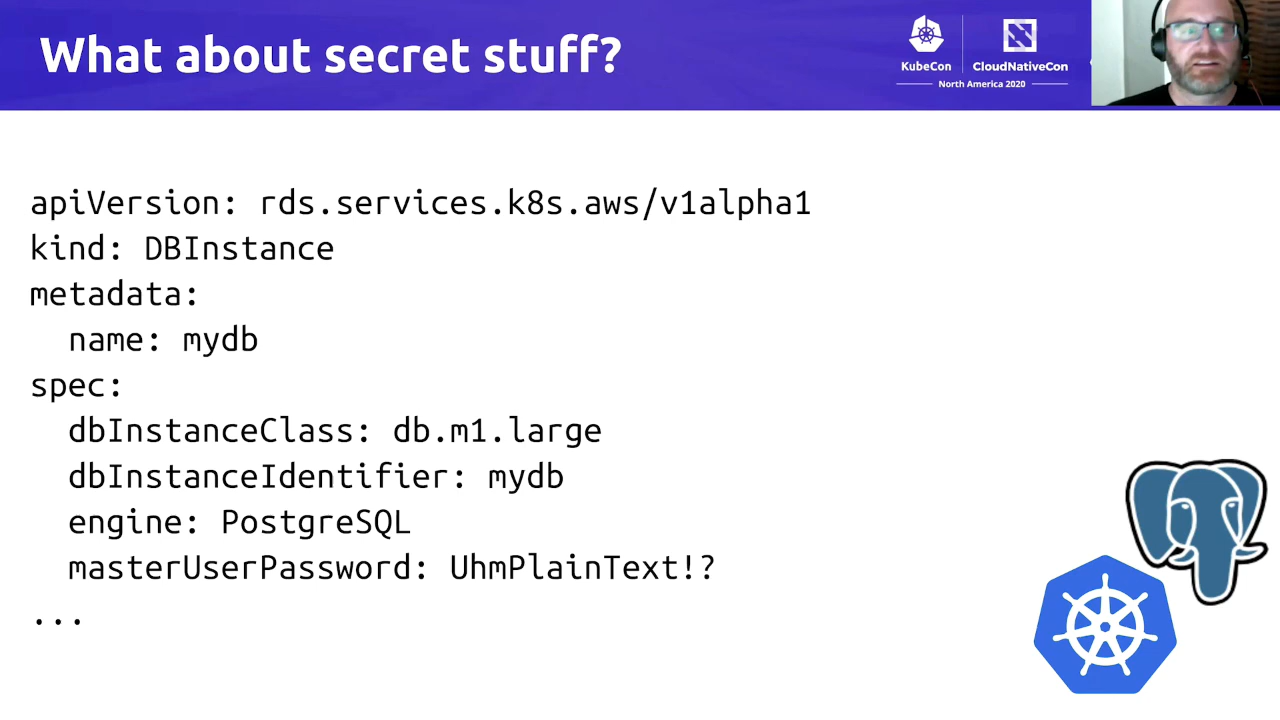 What about secret stuff?
KubeCon
CloudNativeCon
North America 2020
apiVersion: rds.services.k8s.aws/v1alpha1
kind: DBInstance
metadata:
  name: mydb
spec:
  dbInstanceClass: db.m1.large
  dbInstanceIdentifier: mydb
  engine: PostgreSQL
  masterUserPassword: UhmPlainText!?
...